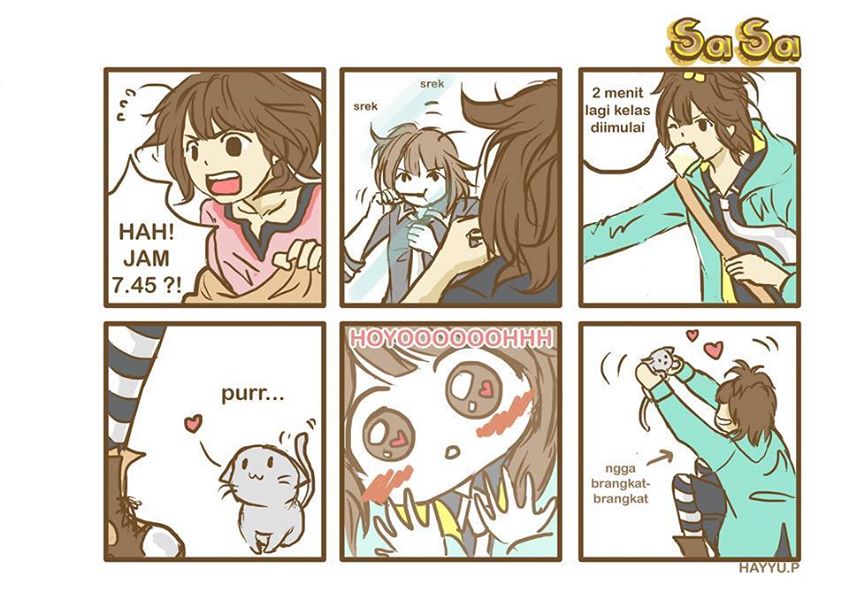 SaSa
HAH!
JAM
7.45 ?!
srek
srek
2 menit
lagi kelas
diimulai
purr...
HOYOOOOOOHHH
ngga
brangkat-
brangkat
HAYYU.P